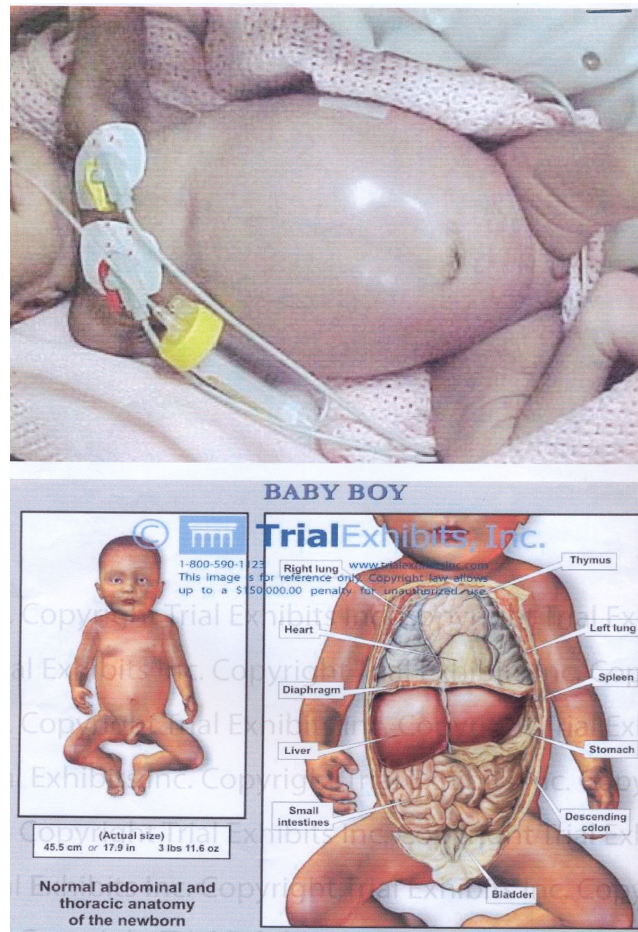 BABY BOY
© TrialExhibits, Inc.
1-800-590-1123 www.trialexhibitsinc.com
This image is for reference only. Copyright law allows
up to a $150,000.00 penalty for unauthorized use.
Right lung
Thymus
Heart
Left lung
Diaphragm
Spleen
Liver
Stomach
Small
intestines
Descending
colon
Bladder
(Actual size)
45.5 cm or 17.9 in 3 lbs 11.6 oz
Normal abdominal and
thoracic anatomy
of the newborn